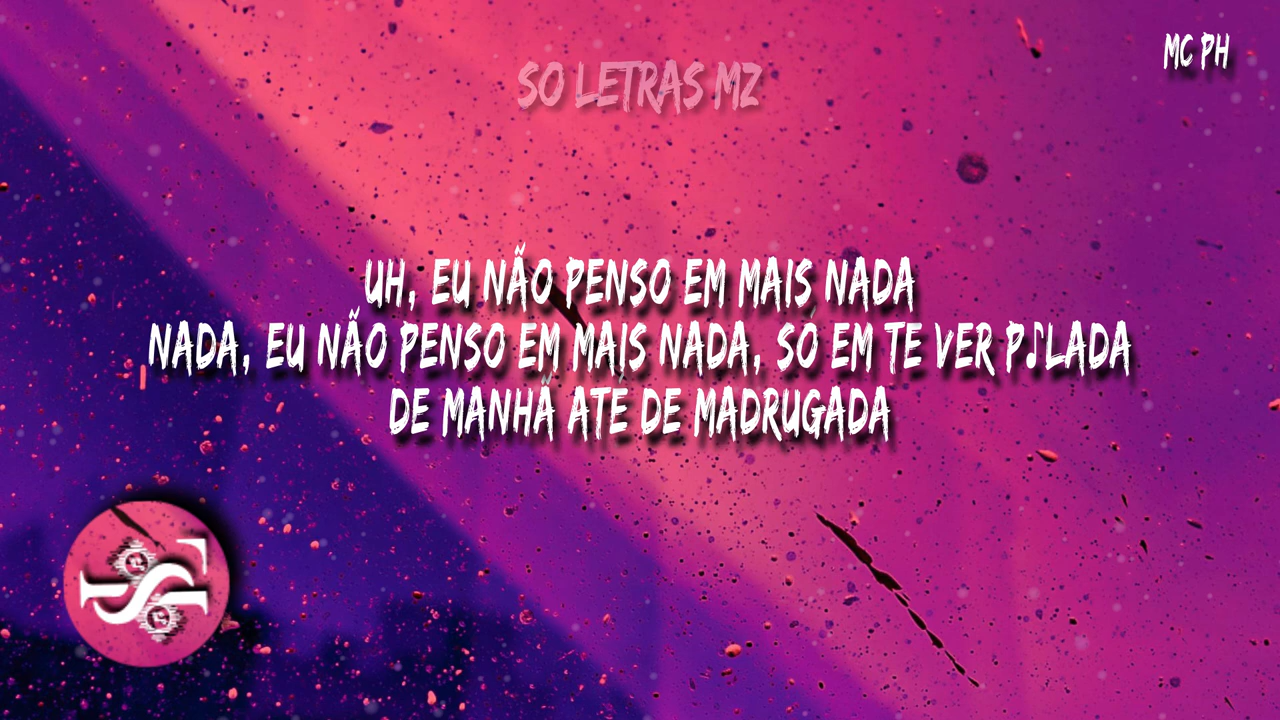 MC PH
SO LETRAS MZ
UH, EU NÃO PENSO EM MAIS NADA
NADA, EU NÃO PENSO EM MAIS NADA, SÓ EM TE VER P♪LADA
DE MANHÃ ATÉ DE MADRUGADA